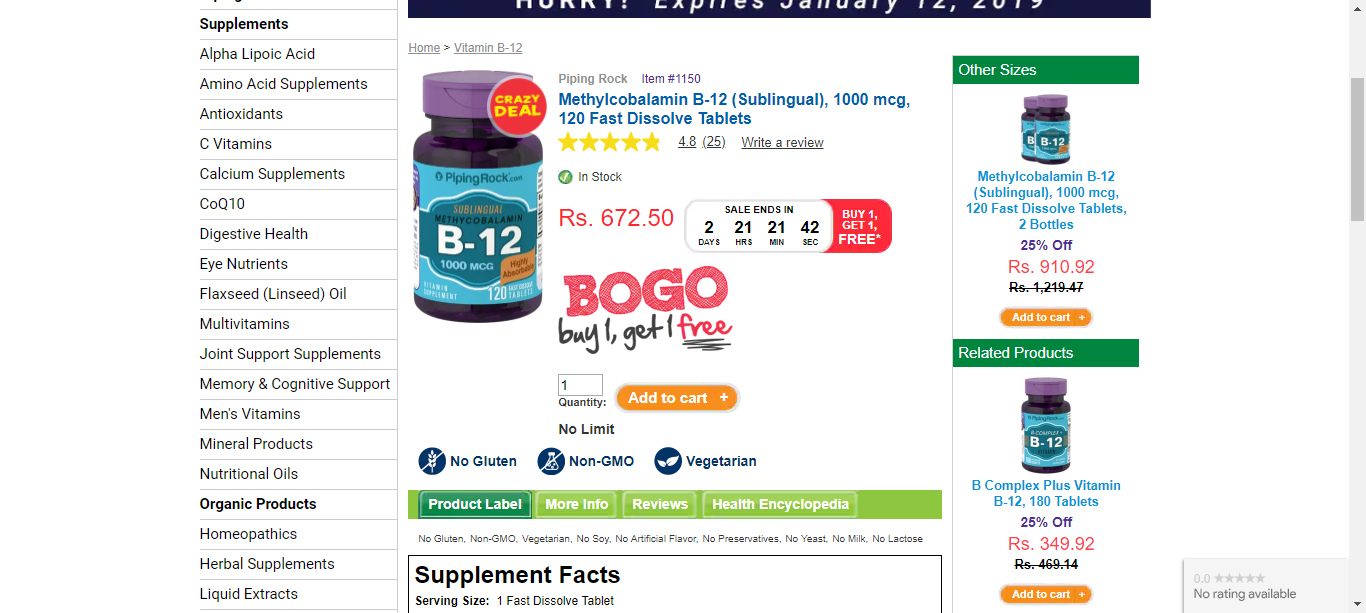 HURRY! Expires January 12, 2019
Supplements
Alpha Lipoic Acid
Amino Acid Supplements
Antioxidants
C Vitamins
Calcium Supplements
CoQ10
Digestive Health
Eye Nutrients
Flaxseed (Linseed) Oil
Multivitamins
Joint Support Supplements
Memory & Cognitive Support
Men's Vitamins
Mineral Products
Nutritional Oils
Organic Products
Homeopathics
Herbal Supplements
Liquid Extracts
Home > Vitamin B-12
CRAZY
DEAL
PipingRock.com
SUBLINGUAL
METHYCOBALAMIN
B-12
1000 MCG
Highly
Absorbable
VITAMIN
SUPPLEMENT
120 FAST DISSOLVE
TABLETS
Piping Rock Item #1150
Methylcobalamin B-12 (Sublingual), 1000 mcg,
120 Fast Dissolve Tablets
4.8 (25) Write a review
In Stock
Rs. 672.50
SALE ENDS IN
2 21 21 42
DAYS HRS MIN SEC
BUY 1,
GET 1,
FREE*
BOGO
buy 1, get 1 free
1
Quantity:
Add to cart +
No Limit
No Gluten Non-GMO Vegetarian
Product Label More Info Reviews Health Encyclopedia
No Gluten, Non-GMO, Vegetarian, No Soy, No Artificial Flavor, No Preservatives, No Yeast, No Milk, No Lactose
Supplement Facts
Serving Size: 1 Fast Dissolve Tablet
Other Sizes
B-12
Methylcobalamin B-12
(Sublingual), 1000 mcg,
120 Fast Dissolve Tablets,
2 Bottles
25% Off
Rs. 910.92
Rs. 1,219.47
Add to cart +
Related Products
PipingRock
B-COMPLEX+
B-12
VITAMIN
B Complex Plus Vitamin
B-12, 180 Tablets
25% Off
Rs. 349.92
Rs. 469.14
Add to cart +
0.0
No rating available